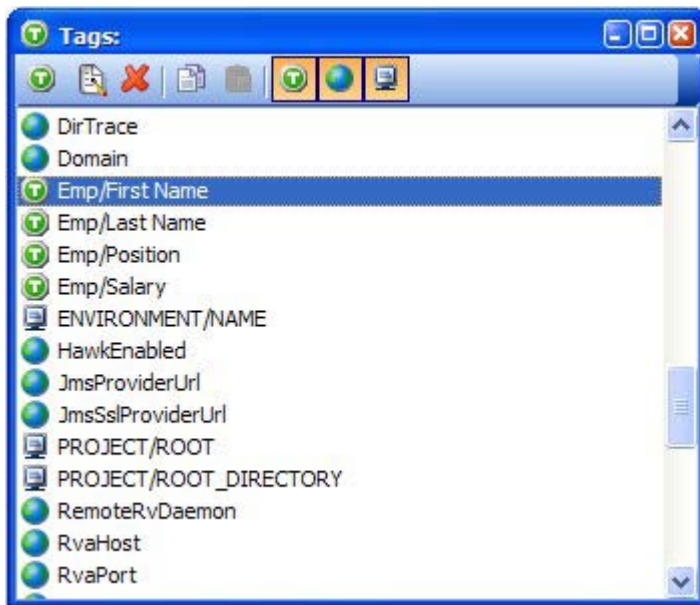 Tags:
DirTrace
Domain
Emp/First Name
Emp/Last Name
Emp/Position
Emp/Salary
ENVIRONMENT/NAME
HawkEnabled
JmsProviderUrl
JmsSslProviderUrl
PROJECT/ROOT
PROJECT/ROOT_DIRECTORY
RemoteRvDaemon
RvaHost
RvaPort